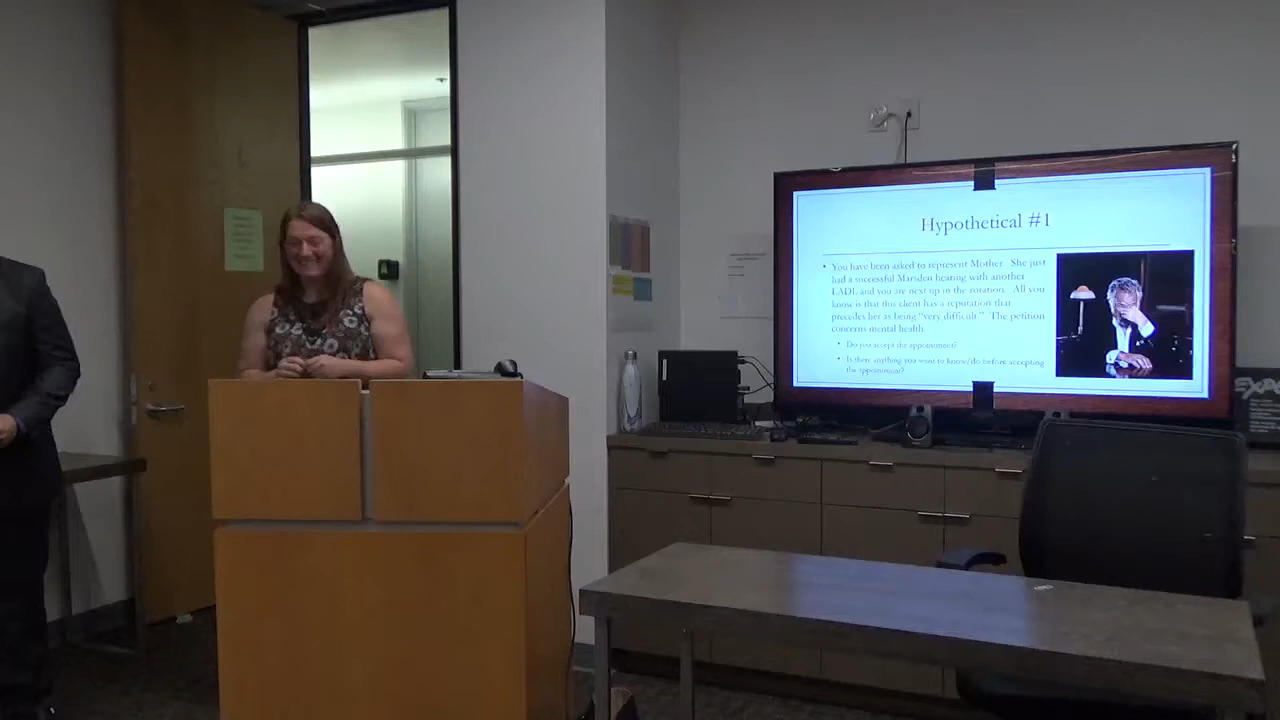 Hypothetical #1
• You have been asked to represent Mother. She just
had a successful Marsden hearing with another
LADL and you are next up in the rotation. All you
know is that this client has a reputation that
precedes her as being "very difficult." The petition
concerns mental health.
• Do you accept the appointment?
• Is there anything you want to know/do before accepting
the appointment?